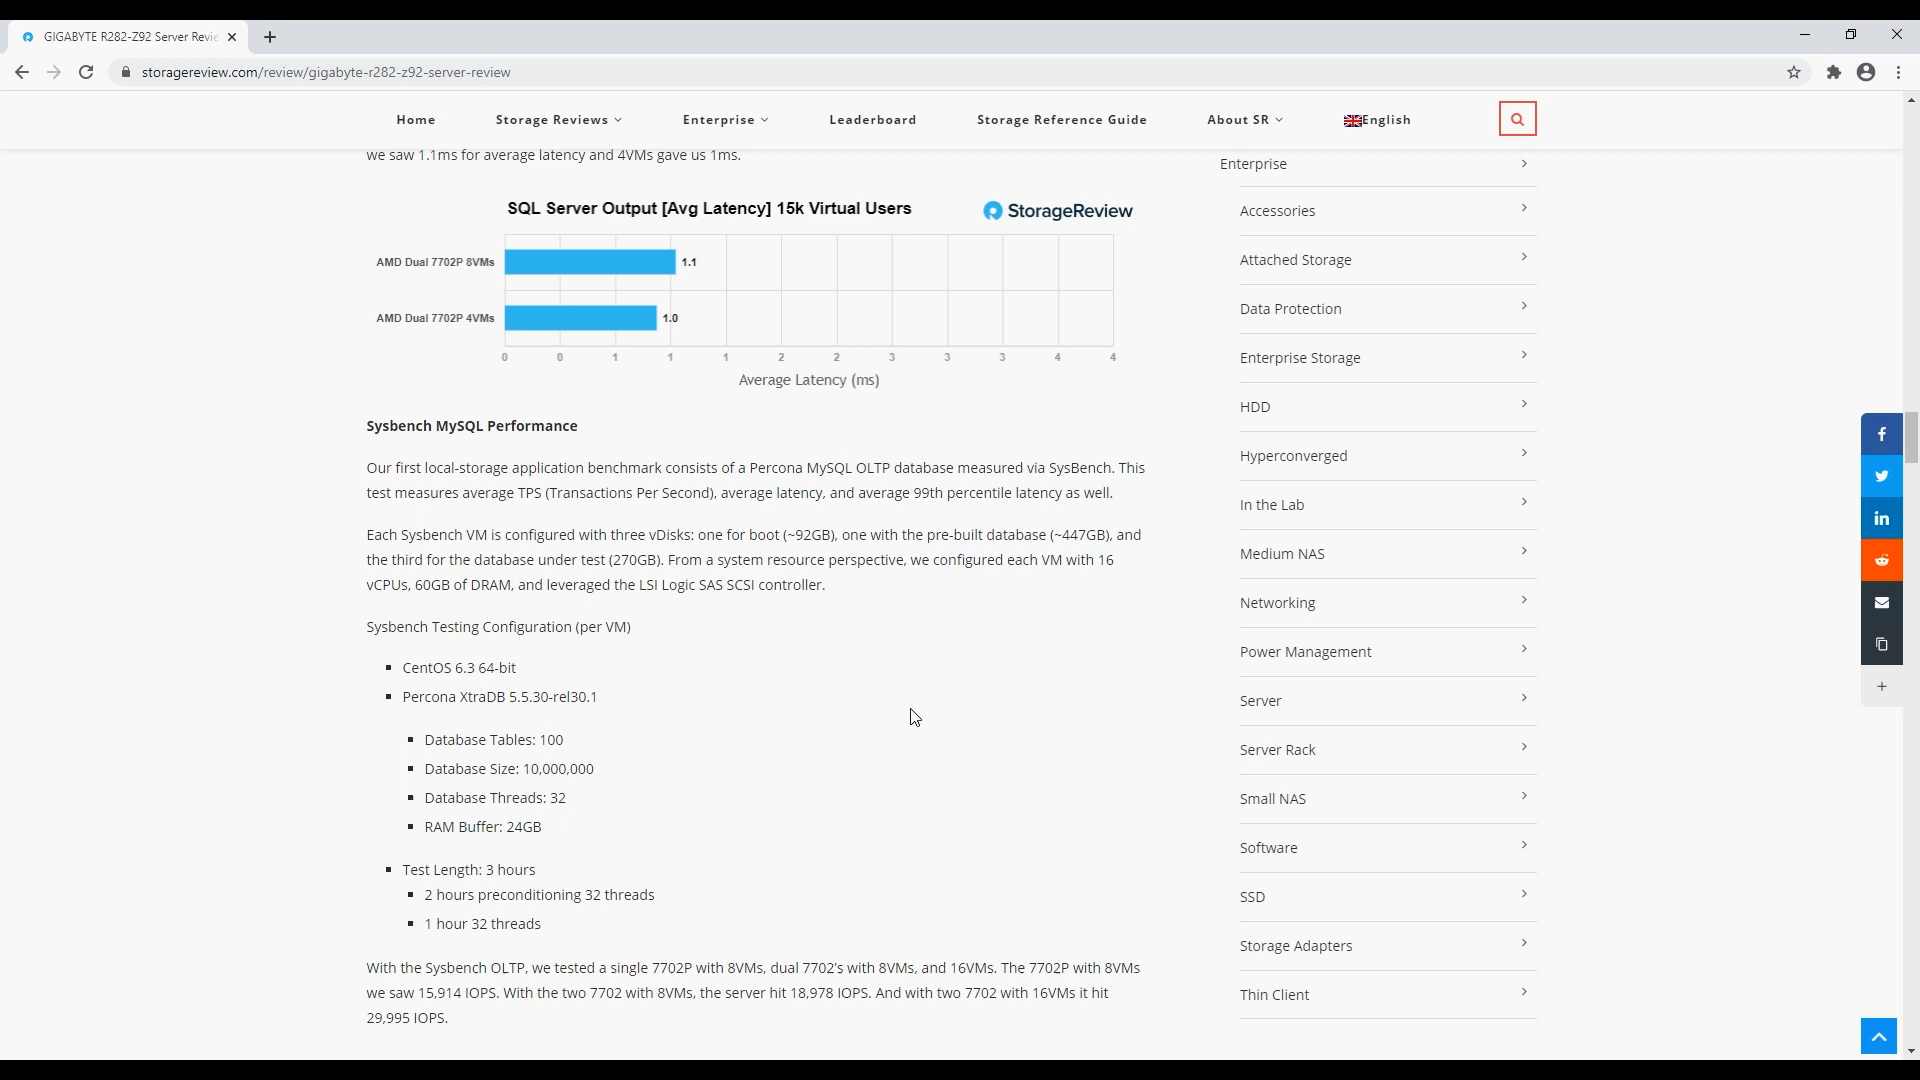 GIGABYTE R282-Z92 Server Revie
storagereview.com/review/gigabyte-r282-z92-server-review
Home
Storage Reviews
Enterprise
Leaderboard
Storage Reference Guide
About SR
English
we saw 1.1ms for average latency and 4VMs gave us 1ms.
SQL Server Output [Avg Latency] 15k Virtual Users
StorageReview
AMD Dual 7702P 8VMs
1.1
AMD Dual 7702P 4VMs
1.0
0 0 1 1 1 2 2 3 3 3 4 4
Average Latency (ms)
Sysbench MySQL Performance
Our first local-storage application benchmark consists of a Percona MySQL OLTP database measured via SysBench. This
test measures average TPS (Transactions Per Second), average latency, and average 99th percentile latency as well.
Each Sysbench VM is configured with three vDisks: one for boot (~92GB), one with the pre-built database (~447GB), and
the third for the database under test (270GB). From a system resource perspective, we configured each VM with 16
vCPUs, 60GB of DRAM, and leveraged the LSI Logic SAS SCSI controller.
Sysbench Testing Configuration (per VM)
CentOS 6.3 64-bit
Percona XtraDB 5.5.30-rel30.1
Database Tables: 100
Database Size: 10,000,000
Database Threads: 32
RAM Buffer: 24GB
Test Length: 3 hours
2 hours preconditioning 32 threads
1 hour 32 threads
With the Sysbench OLTP, we tested a single 7702P with 8VMs, dual 7702's with 8VMs, and 16VMs. The 7702P with 8VMs
we saw 15,914 IOPS. With the two 7702 with 8VMs, the server hit 18,978 IOPS. And with two 7702 with 16VMs it hit
29,995 IOPS.
Enterprise
Accessories
Attached Storage
Data Protection
Enterprise Storage
HDD
Hyperconverged
In the Lab
Medium NAS
Networking
Power Management
Server
Server Rack
Small NAS
Software
SSD
Storage Adapters
Thin Client